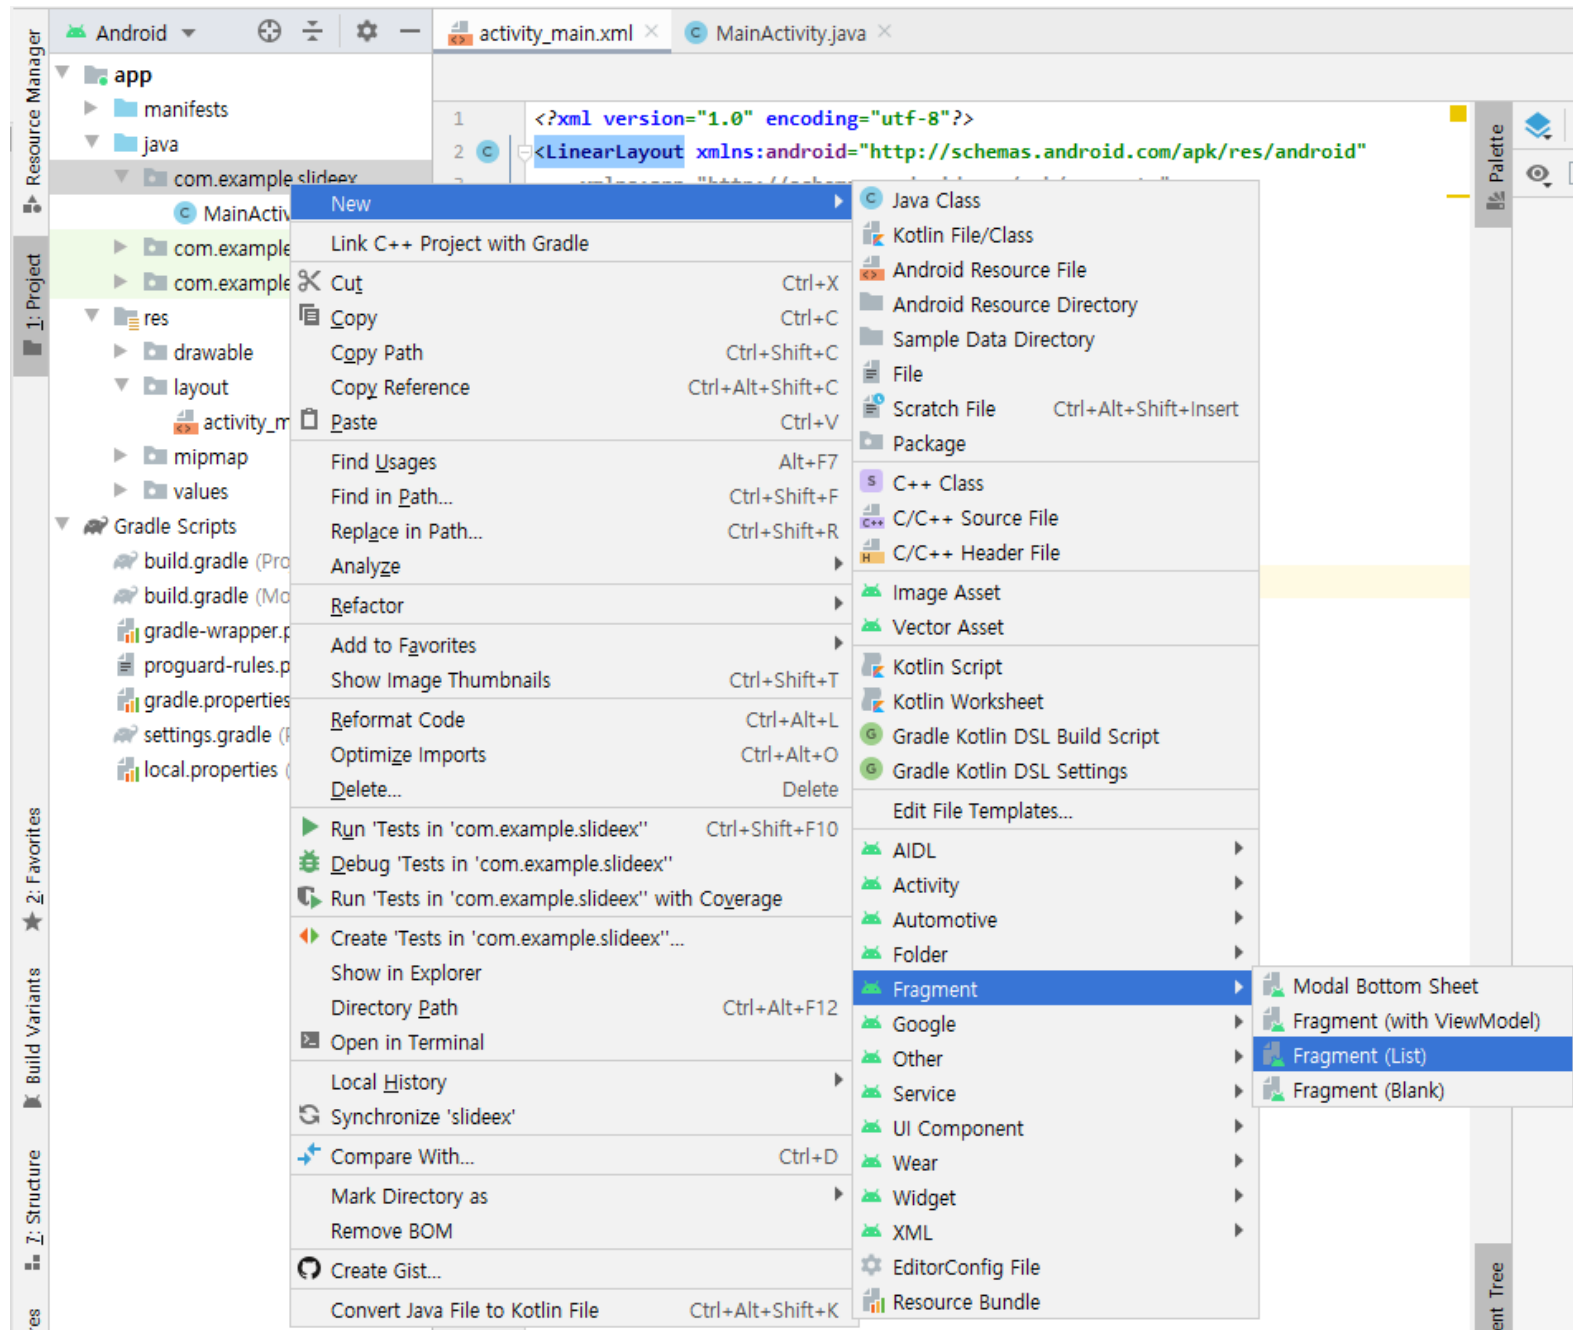 Android
activity_main.xml
MainActivity.java
Resource Manager
1: Project
2: Favorites
Build Variants
7: Structure
app
manifests
java
com.example.slideex
MainActiv
com.example
com.example
res
drawable
layout
activity_m
mipmap
values
Gradle Scripts
build.gradle (Pro
build.gradle (Mo
gradle-wrapper.p
proguard-rules.p
gradle.properties
settings.gradle (
local.properties (
1 <?xml version="1.0" encoding="utf-8"?>
2 <LinearLayout xmlns:android="http://schemas.android.com/apk/res/android"
Palette
New
Link C++ Project with Gradle
Cut Ctrl+X
Copy Ctrl+C
Copy Path Ctrl+Shift+C
Copy Reference Ctrl+Alt+Shift+C
Paste Ctrl+V
Find Usages Alt+F7
Find in Path... Ctrl+Shift+F
Replace in Path... Ctrl+Shift+R
Analyze
Refactor
Add to Favorites
Show Image Thumbnails Ctrl+Shift+T
Reformat Code Ctrl+Alt+L
Optimize Imports Ctrl+Alt+O
Delete... Delete
Run 'Tests in 'com.example.slideex'' Ctrl+Shift+F10
Debug 'Tests in 'com.example.slideex''
Run 'Tests in 'com.example.slideex'' with Coverage
Create 'Tests in 'com.example.slideex''...
Show in Explorer
Directory Path Ctrl+Alt+F12
Open in Terminal
Local History
Synchronize 'slideex'
Compare With... Ctrl+D
Mark Directory as
Remove BOM
Create Gist...
Convert Java File to Kotlin File Ctrl+Alt+Shift+K
Java Class
Kotlin File/Class
Android Resource File
Android Resource Directory
Sample Data Directory
File
Scratch File Ctrl+Alt+Shift+Insert
Package
C++ Class
C/C++ Source File
C/C++ Header File
Image Asset
Vector Asset
Kotlin Script
Kotlin Worksheet
Gradle Kotlin DSL Build Script
Gradle Kotlin DSL Settings
Edit File Templates...
AIDL
Activity
Automotive
Folder
Fragment
Google
Other
Service
UI Component
Wear
Widget
XML
EditorConfig File
Resource Bundle
Modal Bottom Sheet
Fragment (with ViewModel)
Fragment (List)
Fragment (Blank)
ent Tree